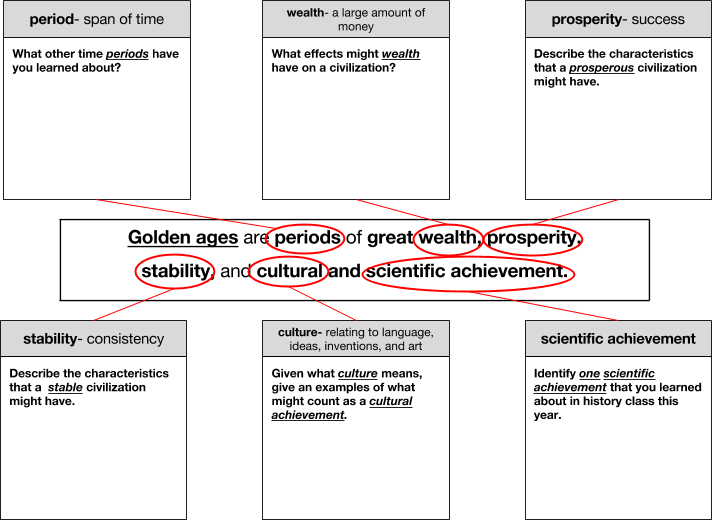 period- span of time
What other time periods have
you learned about?
wealth- a large amount of
money
What effects might wealth
have on a civilization?
prosperity- success
Describe the characteristics
that a prosperous civilization
might have.
Golden ages are periods of great wealth, prosperity,
stability, and cultural and scientific achievement.
stability- consistency
Describe the characteristics
that a stable civilization
might have.
culture- relating to language,
ideas, inventions, and art
Given what culture means,
give an examples of what
might count as a cultural
achievement.
scientific achievement
Identify one scientific
achievement that you learned
about in history class this
year.